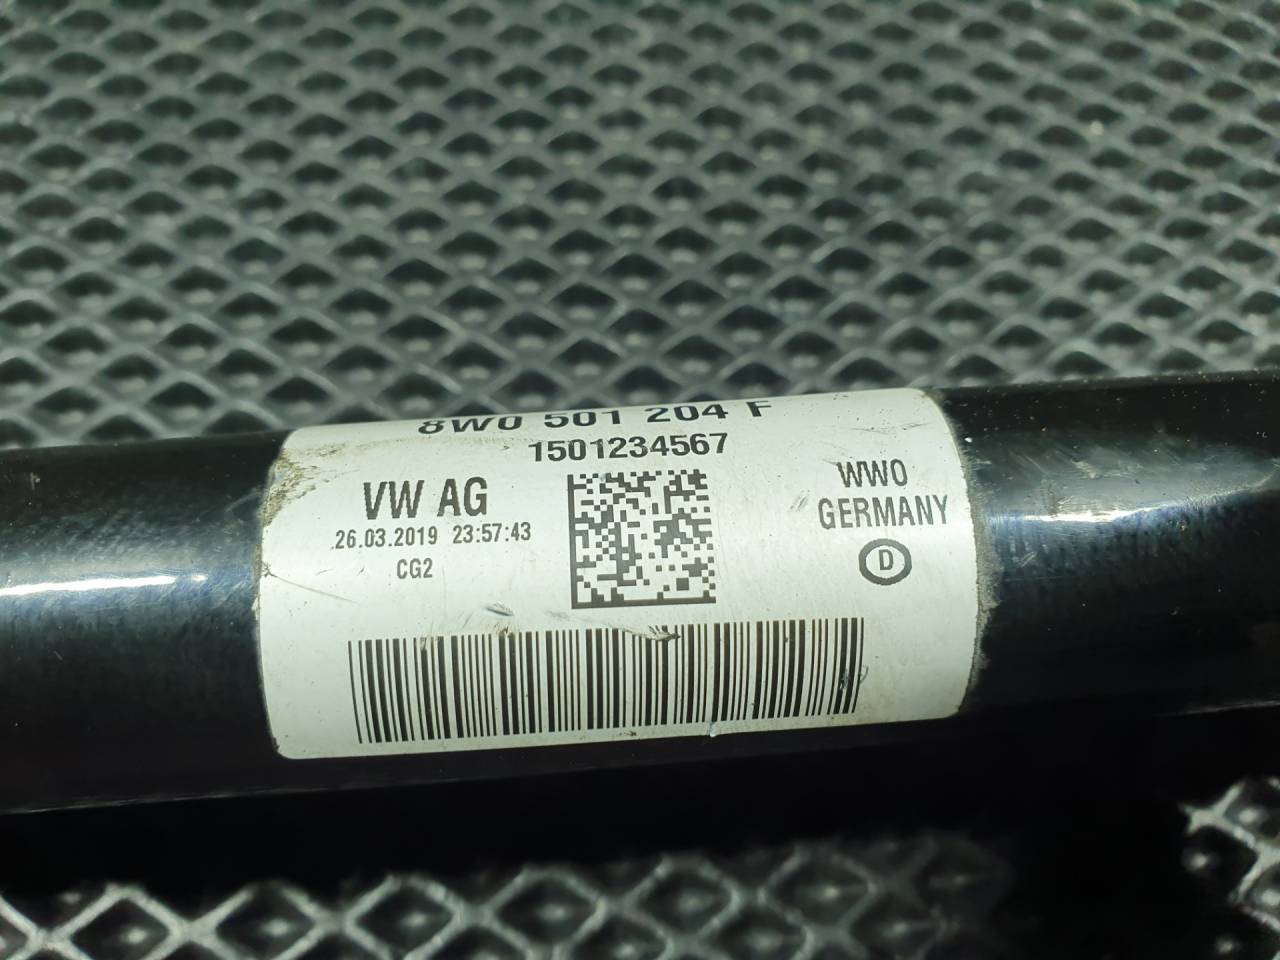 8W0 501 204 F
1501234567
VW AG
26.03.2019 23:57:43
CG2
WWO
GERMANY
D